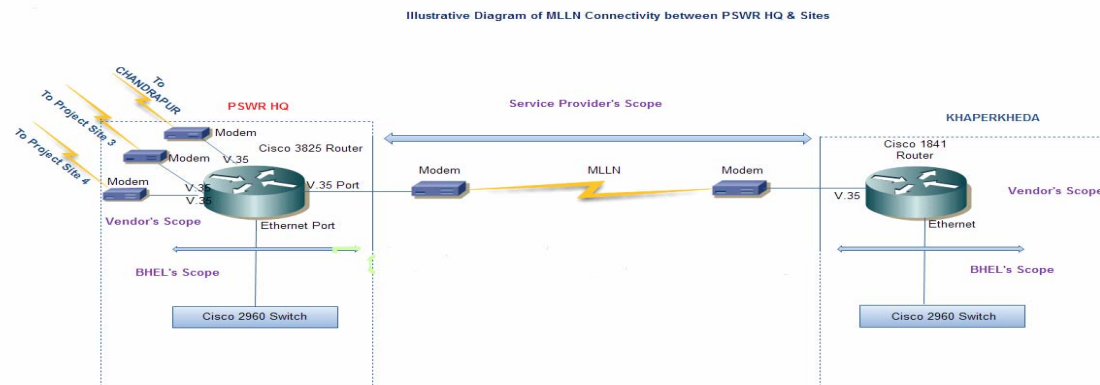 Illustrative Diagram of MLLN Connectivity between PSWR HQ & Sites
To
CHANDRAPUR
To Project Site 3
To Project Site 4
PSWR HQ
Service Provider's Scope
KHAPERKHEDA
Modem
Modem
Modem
V.35
V.35
V.35
Cisco 3825 Router
V.35 Port
Ethernet Port
Vendor's Scope
BHEL's Scope
Cisco 2960 Switch
Modem
MLLN
Modem
Cisco 1841
Router
V.35
Vendor's Scope
Ethernet
BHEL's Scope
Cisco 2960 Switch